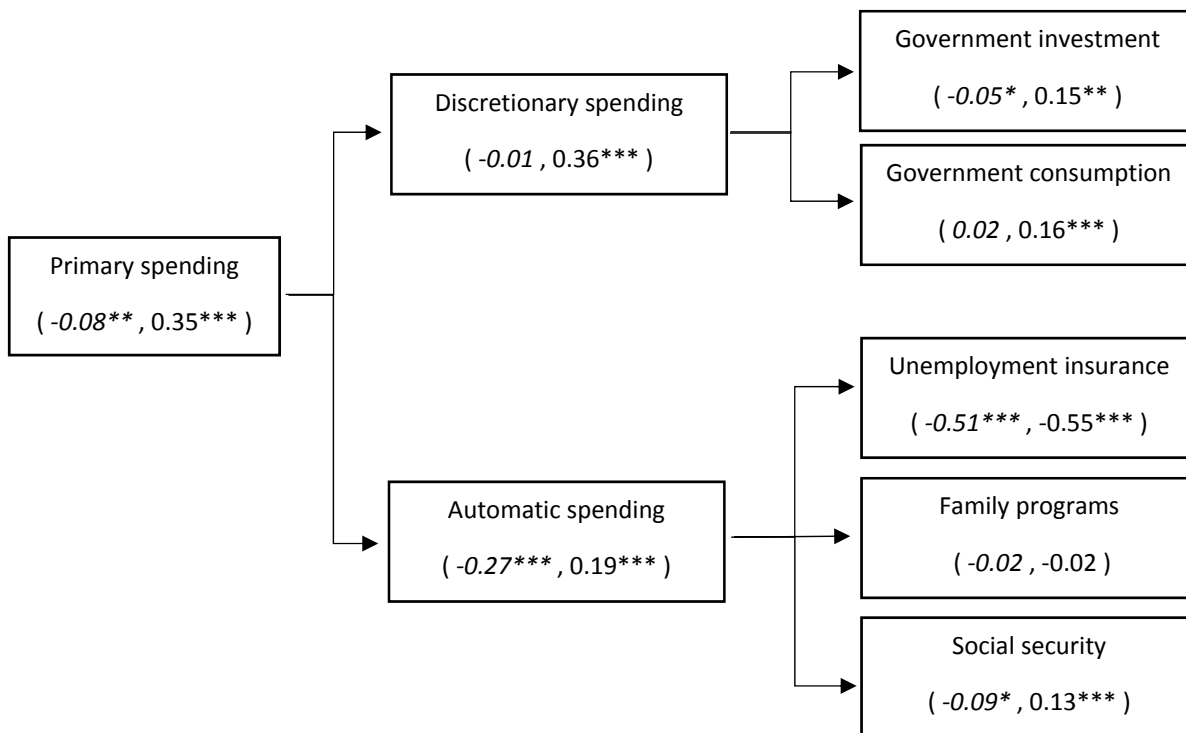 Primary spending
( -0.08** , 0.35*** )
Discretionary spending
( -0.01 , 0.36*** )
Government investment
( -0.05* , 0.15** )
Government consumption
( 0.02 , 0.16*** )
Automatic spending
( -0.27*** , 0.19*** )
Unemployment insurance
( -0.51*** , -0.55*** )
Family programs
( -0.02 , -0.02 )
Social security
( -0.09* , 0.13*** )